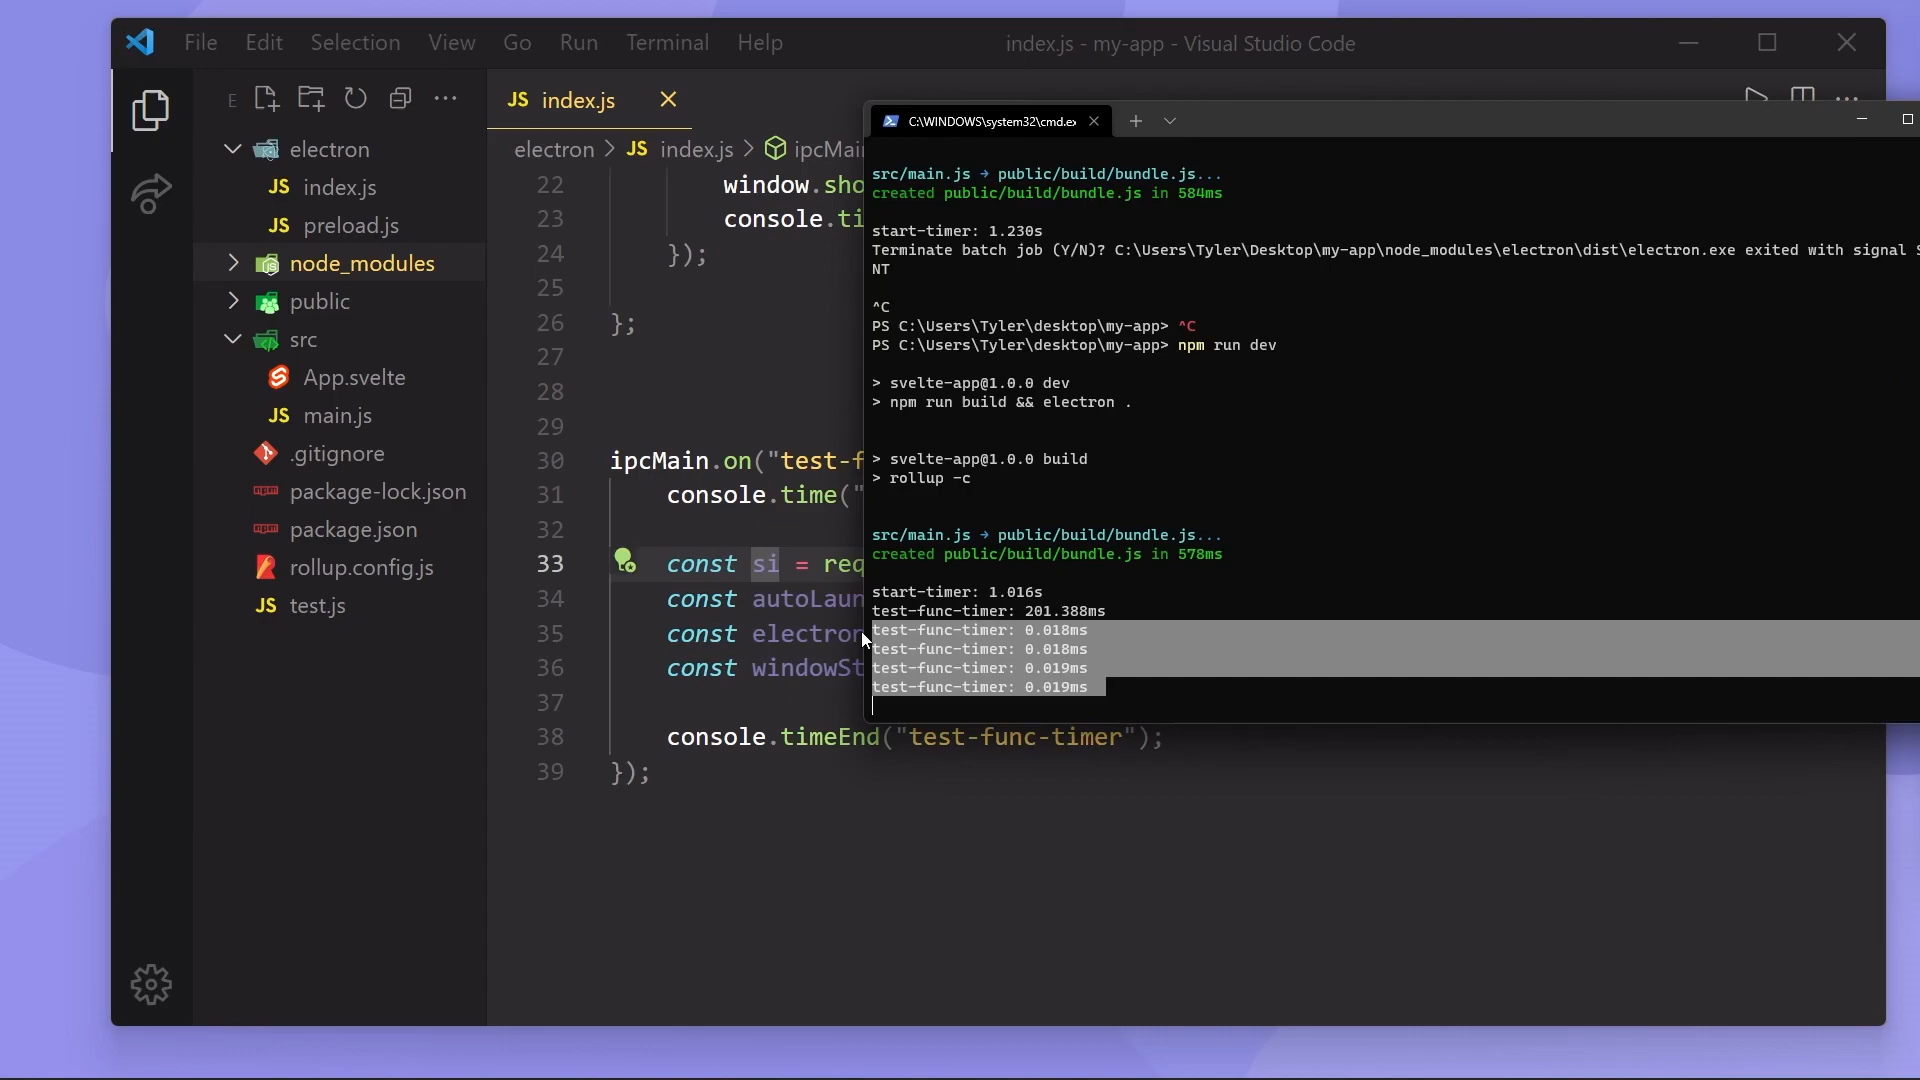 File Edit Selection View Go Run Terminal Help
index.js - my-app - Visual Studio Code
E
electron
JS index.js
JS preload.js
node_modules
public
src
App.svelte
JS main.js
.gitignore
package-lock.json
package.json
rollup.config.js
JS test.js
JS index.js
electron > JS index.js > ipcMai
22 window.sho
23 console.ti
24 });
25
26 };
27
28
29
30 ipcMain.on("test-f
31 console.time("
32
33 const si = req
34 const autoLaun
35 const electron
36 const windowSt
37
38 console.timeEnd("test-func-timer");
39 });
C:\WINDOWS\system32\cmd.ex
src/main.js → public/build/bundle.js...
created public/build/bundle.js in 584ms
start-timer: 1.230s
Terminate batch job (Y/N)? C:\Users\Tyler\Desktop\my-app\node_modules\electron\dist\electron.exe exited with signal S
NT
^C
PS C:\Users\Tyler\desktop\my-app> ^C
PS C:\Users\Tyler\desktop\my-app> npm run dev
> svelte-app@1.0.0 dev
> npm run build && electron .
> svelte-app@1.0.0 build
> rollup -c
src/main.js → public/build/bundle.js...
created public/build/bundle.js in 578ms
start-timer: 1.016s
test-func-timer: 201.388ms
test-func-timer: 0.018ms
test-func-timer: 0.018ms
test-func-timer: 0.019ms
test-func-timer: 0.019ms